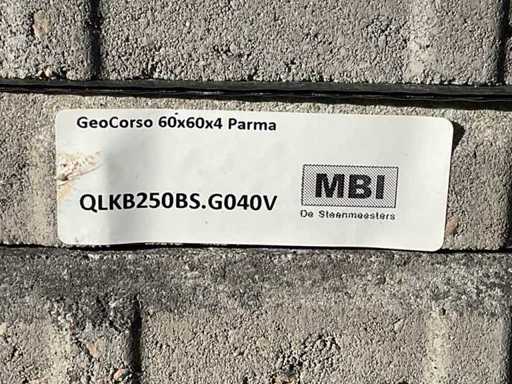 GeoCorso 60x60x4 Parma
QLKB250BS.G040V
MBI
De Steenmeesters